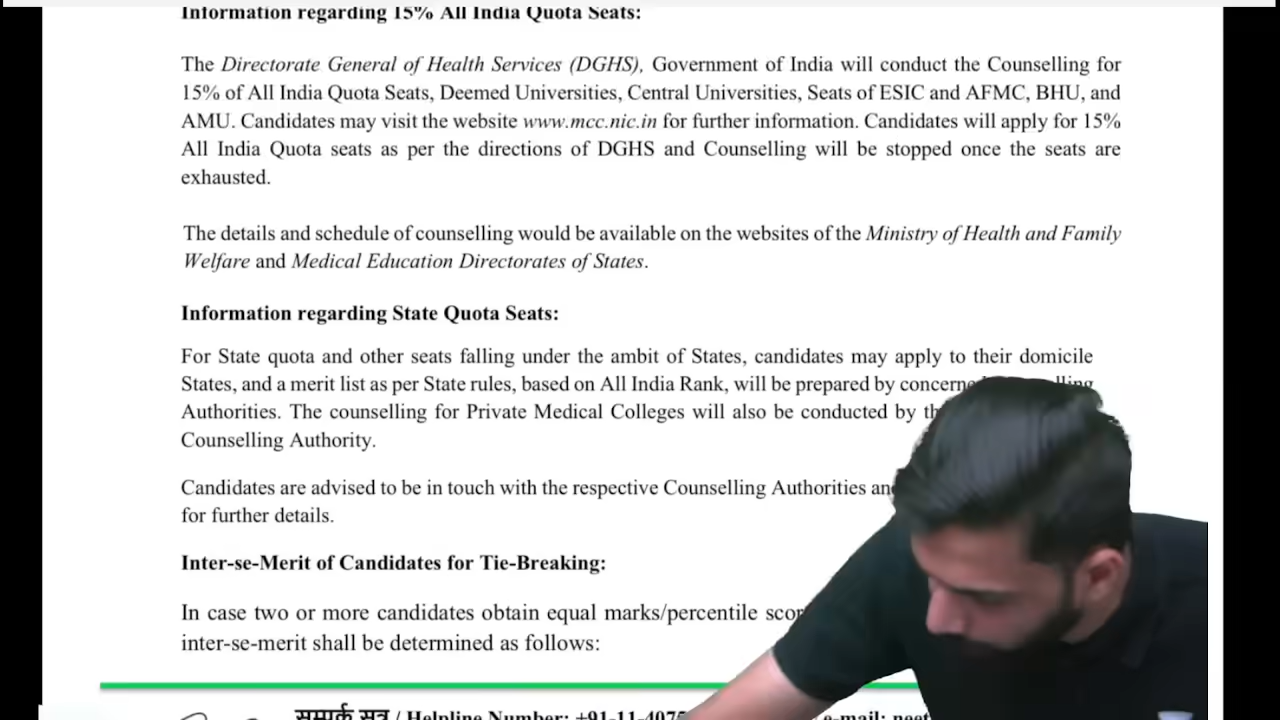 Information regarding 15% All India Quota Seats:
The Directorate General of Health Services (DGHS), Government of India will conduct the Counselling for
15% of All India Quota Seats, Deemed Universities, Central Universities, Seats of ESIC and AFMC, BHU, and
AMU. Candidates may visit the website www.mcc.nic.in for further information. Candidates will apply for 15%
All India Quota seats as per the directions of DGHS and Counselling will be stopped once the seats are
exhausted.
The details and schedule of counselling would be available on the websites of the Ministry of Health and Family
Welfare and Medical Education Directorates of States.
Information regarding State Quota Seats:
For State quota and other seats falling under the ambit of States, candidates may apply to their domicile
States, and a merit list as per State rules, based on All India Rank, will be prepared by
Authorities. The counselling for Private Medical Colleges will also be conducted by
Counselling Authority.
Candidates are advised to be in touch with the respective Counselling Authorities
for further details.
Inter-se-Merit of Candidates for Tie-Breaking:
In case two or more candidates obtain equal marks/percentile
inter-se-merit shall be determined as follows:
सम्पर्क सूत्र / Helpline Number: +91-11-407 e-mail: neet